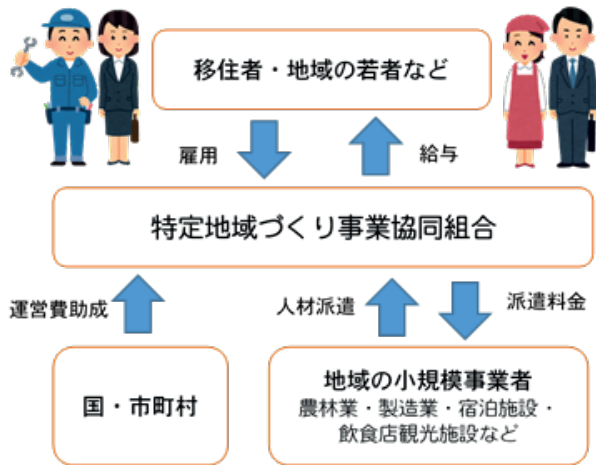 移住者・地域の若者など
雇用
給与
特定地域づくり事業協同組合
運営費助成
人材派遣
派遣料金
国・市町村
地域の小規模事業者
農林業・製造業・宿泊施設・
飲食店観光施設など